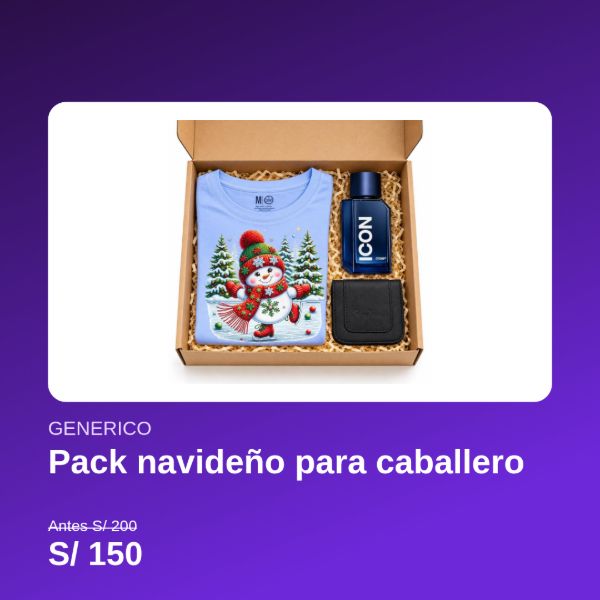 M
ICON
GENERICO
Pack navideño para caballero
Antes S/ 200
S/ 150